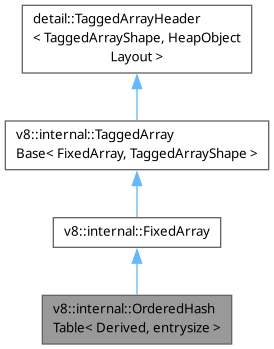 detail::TaggedArrayHeader
< TaggedArrayShape, HeapObject
Layout >
v8::internal::TaggedArray
Base< FixedArray, TaggedArrayShape >
v8::internal::FixedArray
v8::internal::OrderedHash
Table< Derived, entrysize >